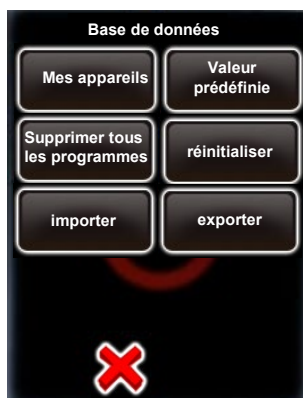 Base de données
Mes appareils
Valeur
prédéfinie
Supprimer tous
les programmes
réinitialiser
importer
exporter